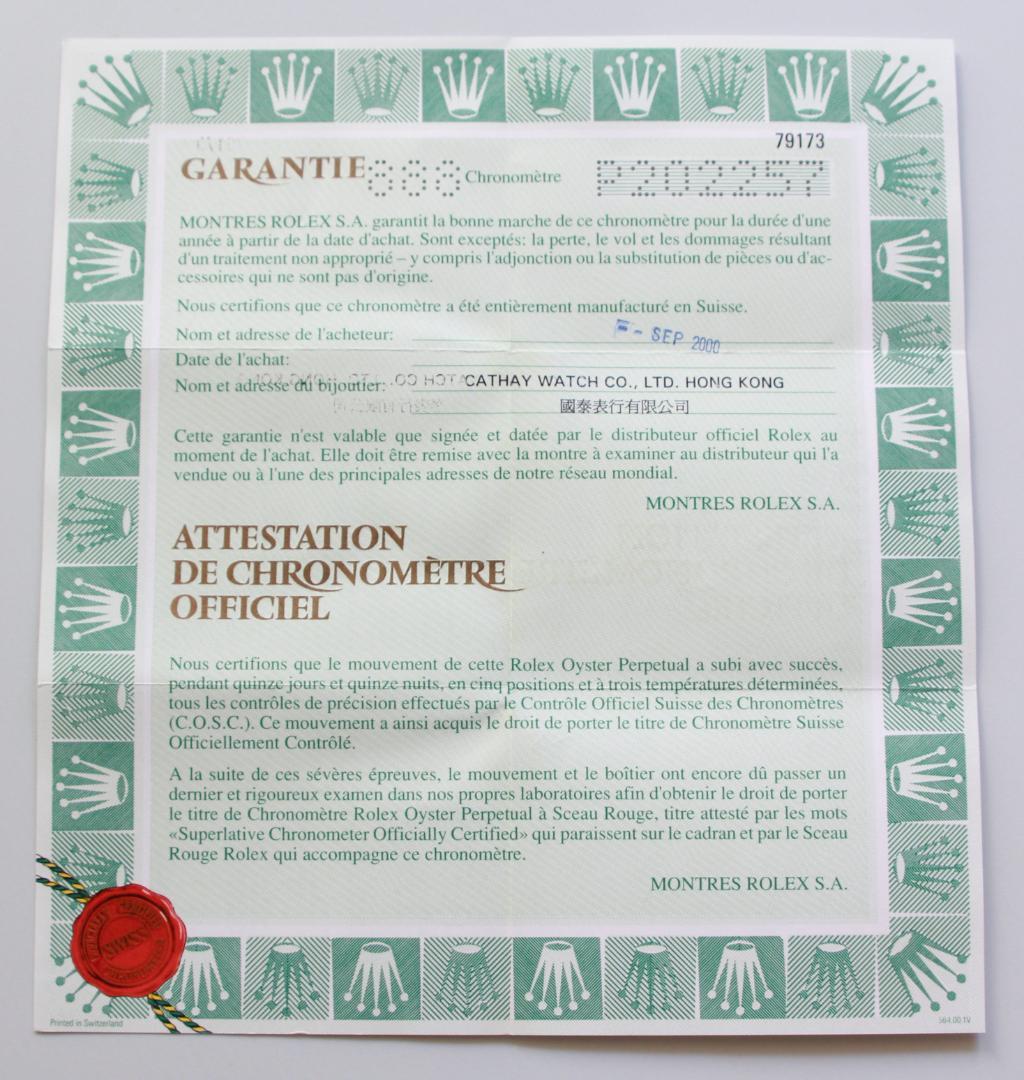 79173
GARANTIE 888 Chronomètre P202257
MONTRES ROLEX S.A. garantit la bonne marche de ce chronomètre pour la durée d'une
année à partir de la date d'achat. Sont exceptés: la perte, le vol et les dommages résultant
d'un traitement non approprié – y compris l'adjonction ou la substitution de pièces ou d'ac-
cessoires qui ne sont pas d'origine.
Nous certifions que ce chronomètre a été entièrement manufacturé en Suisse.
Nom et adresse de l'acheteur:
- SEP 2000
Date de l'achat:
Nom et adresse du bijoutier: CATHAY WATCH CO., LTD. HONG KONG
國泰表行有限公司
Cette garantie n'est valable que signée et datée par le distributeur officiel Rolex au
moment de l'achat. Elle doit être remise avec la montre à examiner au distributeur qui l'a
vendue ou à l'une des principales adresses de notre réseau mondial.
MONTRES ROLEX S.A.
ATTESTATION
DE CHRONOMÈTRE
OFFICIEL
Nous certifions que le mouvement de cette Rolex Oyster Perpetual a subi avec succès,
pendant quinze jours et quinze nuits, en cinq positions et à trois températures déterminées,
tous les contrôles de précision effectués par le Contrôle Officiel Suisse des Chronomètres
(C.O.S.C.). Ce mouvement a ainsi acquis le droit de porter le titre de Chronomètre Suisse
Officiellement Contrôlé.
A la suite de ces sévères épreuves, le mouvement et le boîtier ont encore dû passer un
dernier et rigoureux examen dans nos propres laboratoires afin d'obtenir le droit de porter
le titre de Chronomètre Rolex Oyster Perpetual à Sceau Rouge, titre attesté par les mots
«Superlative Chronometer Officially Certified» qui paraissent sur le cadran et par le Sceau
Rouge Rolex qui accompagne ce chronomètre.
MONTRES ROLEX S.A.
OFFICIALLY CERTIFIED
SWISS
CHRONOMETER
Printed in Switzerland
564.00.1V